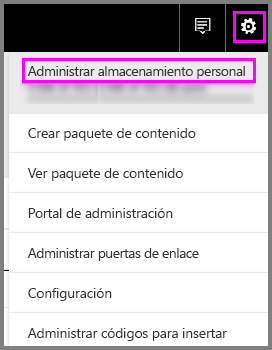 Administrar almacenamiento personal
Crear paquete de contenido
Ver paquete de contenido
Portal de administración
Administrar puertas de enlace
Configuración
Administrar códigos para insertar